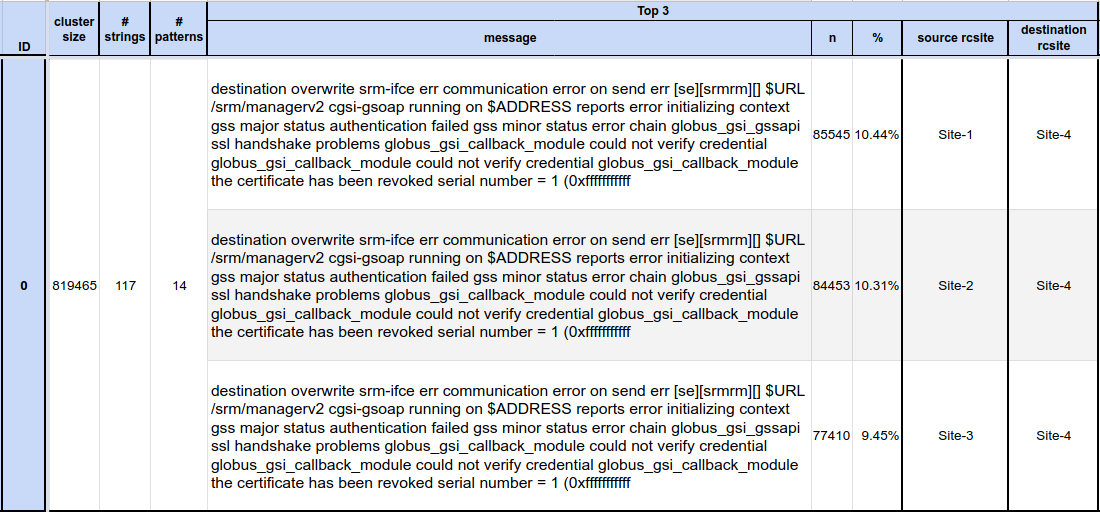 Top 3
ID
cluster size
# strings
# patterns
message
n
%
source rcsite
destination rcsite
0
819465
117
14
destination overwrite srm-ifce err communication error on send err [se][srmrm][] $URL
/srm/managerv2 cgsi-gsoap running on $ADDRESS reports error initializing context
gss major status authentication failed gss minor status error chain globus_gsi_gssapi
ssl handshake problems globus_gsi_callback_module could not verify credential
globus_gsi_callback_module could not verify credential globus_gsi_callback_module
the certificate has been revoked serial number = 1 (0xfffffffffff
85545
10.44%
Site-1
Site-4
destination overwrite srm-ifce err communication error on send err [se][srmrm][] $URL
/srm/managerv2 cgsi-gsoap running on $ADDRESS reports error initializing context
gss major status authentication failed gss minor status error chain globus_gsi_gssapi
ssl handshake problems globus_gsi_callback_module could not verify credential
globus_gsi_callback_module could not verify credential globus_gsi_callback_module
the certificate has been revoked serial number = 1 (0xfffffffffff
84453
10.31%
Site-2
Site-4
destination overwrite srm-ifce err communication error on send err [se][srmrm][] $URL
/srm/managerv2 cgsi-gsoap running on $ADDRESS reports error initializing context
gss major status authentication failed gss minor status error chain globus_gsi_gssapi
ssl handshake problems globus_gsi_callback_module could not verify credential
globus_gsi_callback_module could not verify credential globus_gsi_callback_module
the certificate has been revoked serial number = 1 (0xfffffffffff
77410
9.45%
Site-3
Site-4